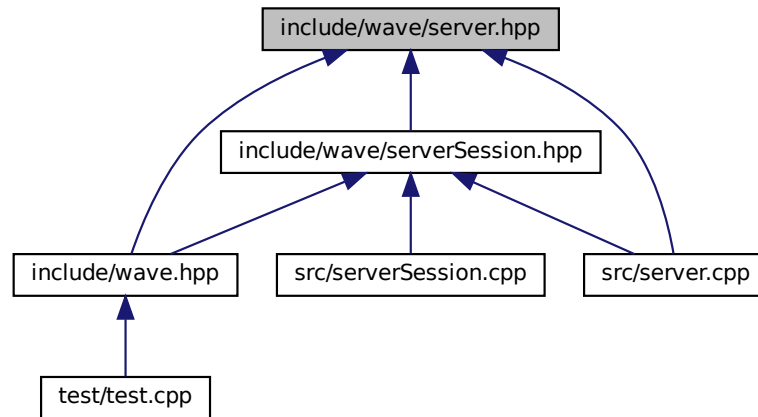 include/wave/server.hpp
include/wave/serverSession.hpp
include/wave.hpp
src/serverSession.cpp
src/server.cpp
test/test.cpp